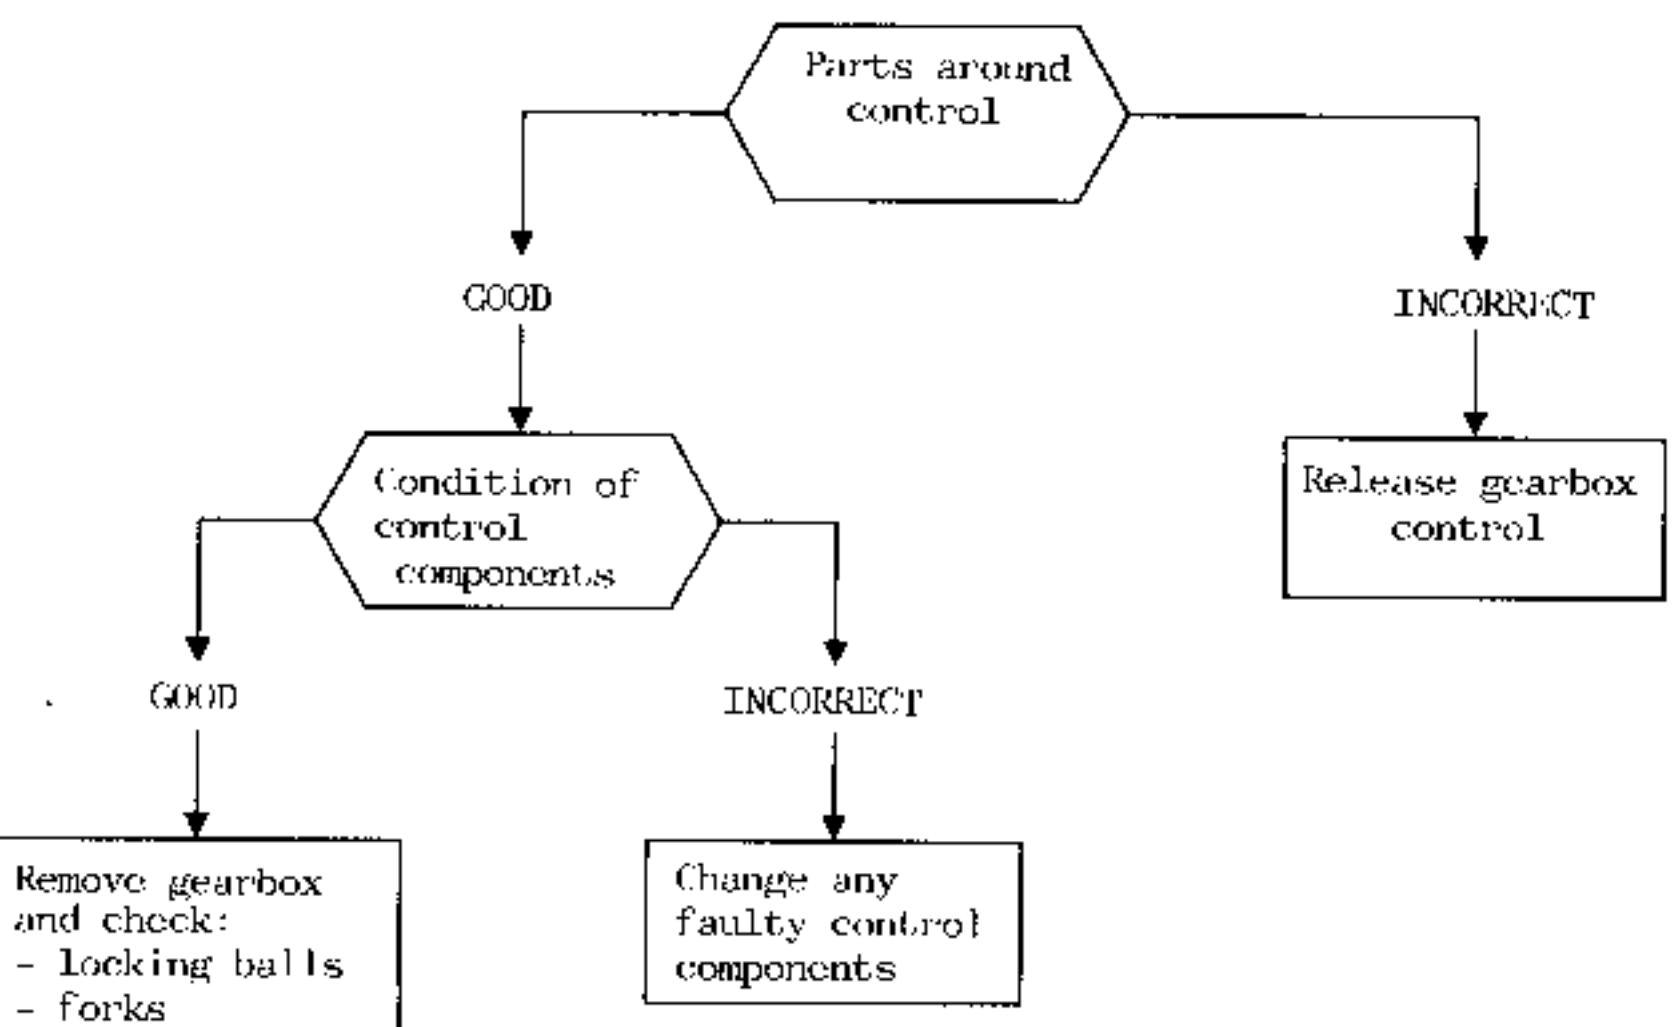 Parts around
control
GOOD
INCORRECT
Condition of
control
components
Release gearbox
control
GOOD
INCORRECT
Remove gearbox
and check:
- locking balls
- forks
Change any
faulty control
components